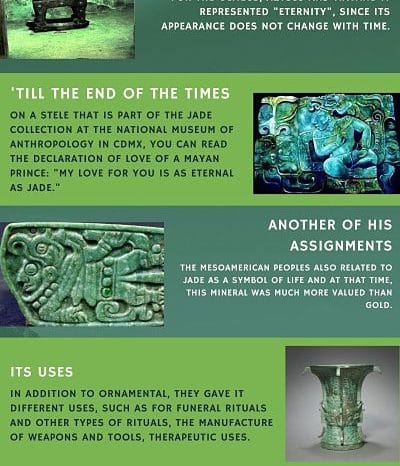 REPRESENTED "ETERNITY", SINCE ITS
APPEARANCE DOES NOT CHANGE WITH TIME.
'TILL THE END OF THE TIMES
ON A STELE THAT IS PART OF THE JADE
COLLECTION AT THE NATIONAL MUSEUM OF
ANTHROPOLOGY IN CDMX, YOU CAN READ
THE DECLARATION OF LOVE OF A MAYAN
PRINCE: "MY LOVE FOR YOU IS AS ETERNAL
AS JADE."
ANOTHER OF HIS
ASSIGNMENTS
THE MESOAMERICAN PEOPLES ALSO RELATED TO
JADE AS A SYMBOL OF LIFE AND AT THAT TIME,
THIS MINERAL WAS MUCH MORE VALUED THAN
GOLD.
ITS USES
IN ADDITION TO ORNAMENTAL, THEY GAVE IT
DIFFERENT USES, SUCH AS FOR FUNERAL RITUALS
AND OTHER TYPES OF RITUALS, THE MANUFACTURE
OF WEAPONS AND TOOLS, THERAPEUTIC USES.